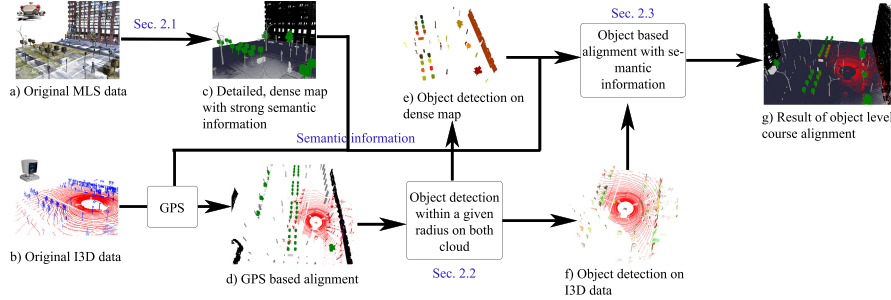 Sec. 2.1
a) Original MLS data
c) Detailed, dense map
with strong semantic
information
e) Object detection on
dense map
Sec. 2.3
Object based
alignment with se-
mantic
information
g) Result of object level
course alignment
Semantic information
b) Original I3D data
GPS
d) GPS based alignment
Object detection
within a given
radius on both
cloud
Sec. 2.2
f) Object detection on
I3D data